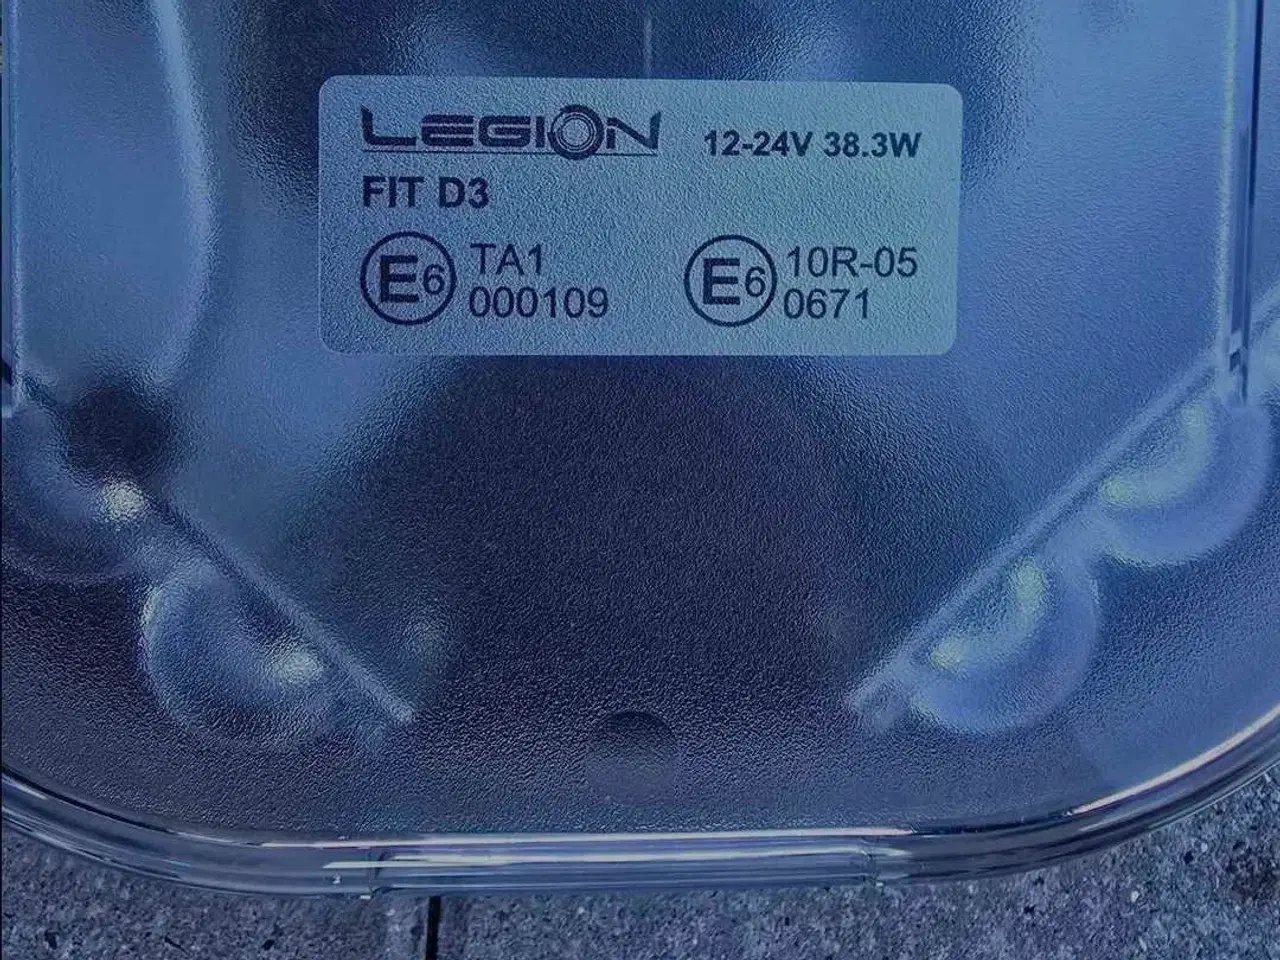 LEGION 12-24V 38.3W
FIT D3
E6 TA1 000109
E6 10R-05 0671